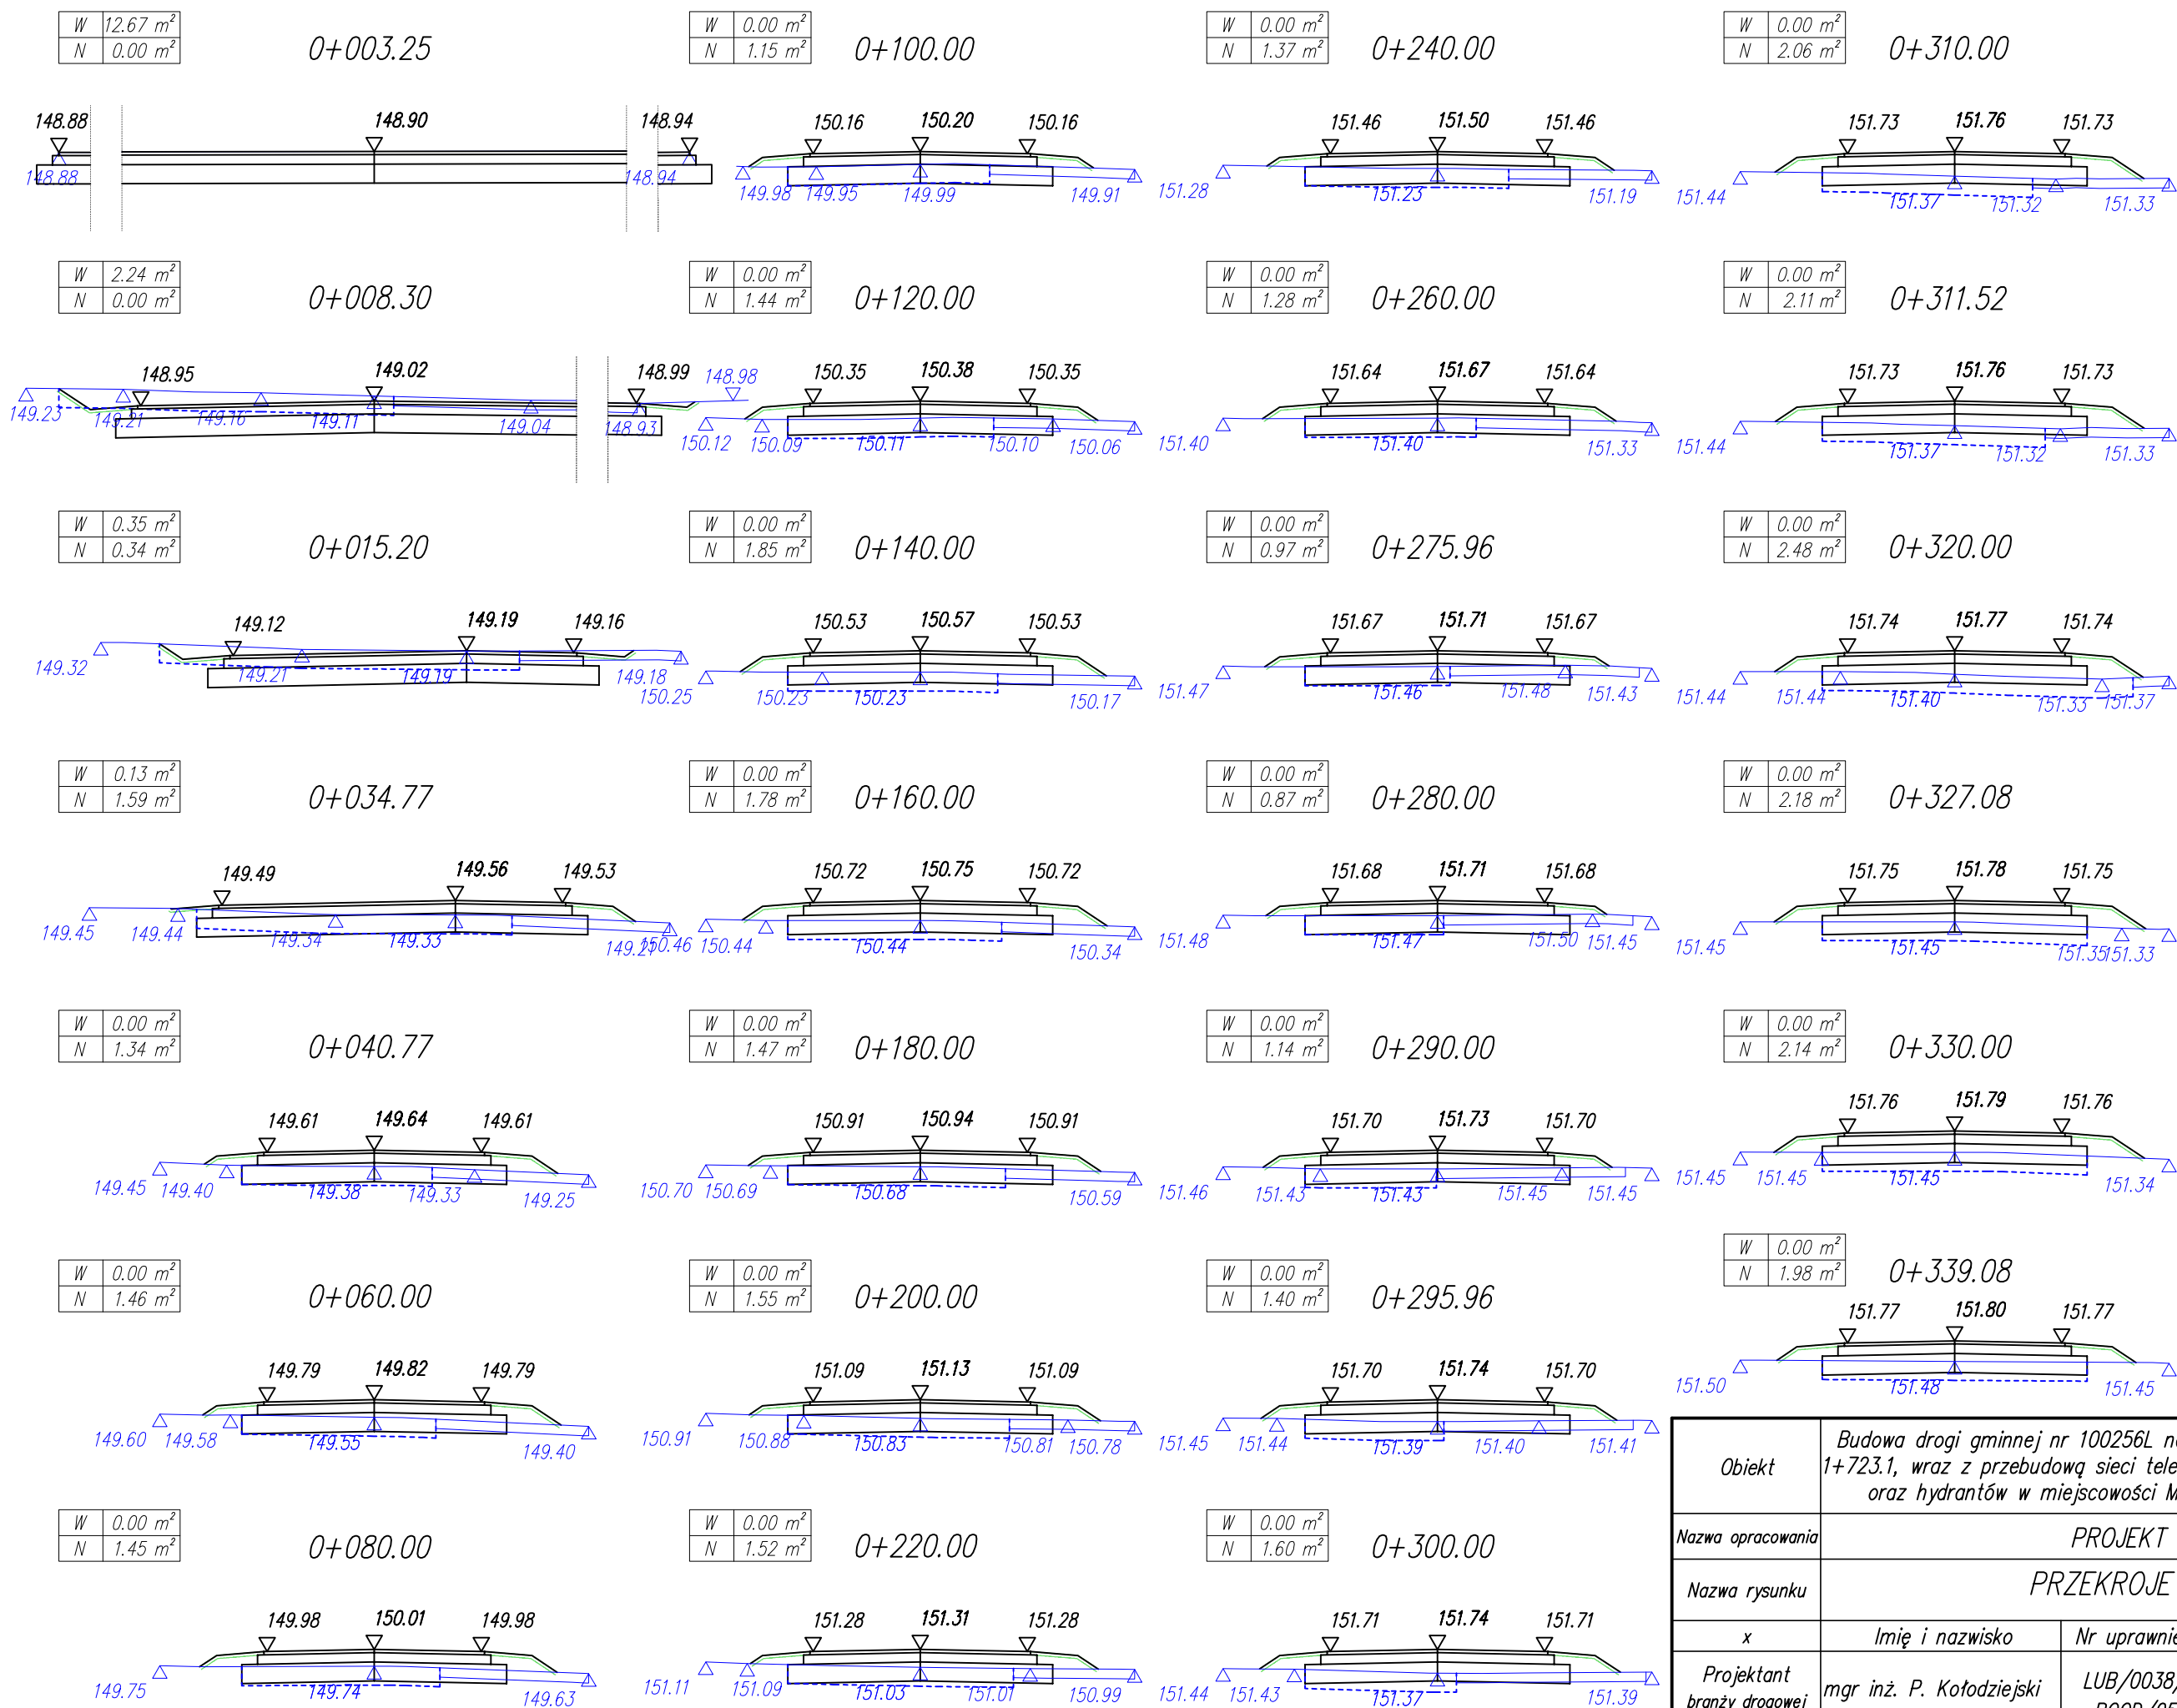 W 12.67 m²
N 0.00 m²
0+003.25
148.88 148.90 148.94
148.88 148.94
W 2.24 m²
N 0.00 m²
0+008.30
148.95 149.02 148.99 148.98
149.23 149.21 149.16 149.11 149.04 148.93
W 0.35 m²
N 0.34 m²
0+015.20
149.12 149.19 149.16
149.32 149.21 149.19 149.18
W 0.13 m²
N 1.59 m²
0+034.77
149.49 149.56 149.53
149.45 149.44 149.34 149.33
W 0.00 m²
N 1.34 m²
0+040.77
149.61 149.64 149.61
149.45 149.40 149.38 149.33 149.25
W 0.00 m²
N 1.46 m²
0+060.00
149.79 149.82 149.79
149.60 149.58 149.55 149.40
W 0.00 m²
N 1.45 m²
0+080.00
149.98 150.01 149.98
149.75 149.74 149.63
W 0.00 m²
N 1.15 m²
0+100.00
150.16 150.20 150.16
149.98 149.95 149.99 149.91
W 0.00 m²
N 1.44 m²
0+120.00
150.35 150.38 150.35
150.12 150.09 150.11 150.10 150.06
W 0.00 m²
N 1.85 m²
0+140.00
150.53 150.57 150.53
150.25 150.23 150.23 150.17
W 0.00 m²
N 1.78 m²
0+160.00
150.72 150.75 150.72
150.46 150.44 150.44 150.34
W 0.00 m²
N 1.47 m²
0+180.00
150.91 150.94 150.91
150.70 150.69 150.68 150.59
W 0.00 m²
N 1.55 m²
0+200.00
151.09 151.13 151.09
150.91 150.88 150.83 150.81 150.78
W 0.00 m²
N 1.52 m²
0+220.00
151.28 151.31 151.28
151.11 151.09 151.03 151.01 150.99
W 0.00 m²
N 1.37 m²
0+240.00
151.46 151.50 151.46
151.28 151.23 151.19
W 0.00 m²
N 1.28 m²
0+260.00
151.64 151.67 151.64
151.40 151.40 151.33
W 0.00 m²
N 0.97 m²
0+275.96
151.67 151.71 151.67
151.47 151.46 151.48 151.43
W 0.00 m²
N 0.87 m²
0+280.00
151.68 151.71 151.68
151.48 151.47 151.50 151.45
W 0.00 m²
N 1.14 m²
0+290.00
151.70 151.73 151.70
151.46 151.43 151.43 151.45 151.45
W 0.00 m²
N 1.40 m²
0+295.96
151.70 151.74 151.70
151.45 151.44 151.39 151.40 151.41
W 0.00 m²
N 1.60 m²
0+300.00
151.71 151.74 151.71
151.44 151.43 151.37 151.39
W 0.00 m²
N 2.06 m²
0+310.00
151.73 151.76 151.73
151.44 151.37 151.32 151.33
W 0.00 m²
N 2.11 m²
0+311.52
151.73 151.76 151.73
151.44 151.37 151.32 151.33
W 0.00 m²
N 2.48 m²
0+320.00
151.74 151.77 151.74
151.44 151.44 151.40 151.33 151.37
W 0.00 m²
N 2.18 m²
0+327.08
151.75 151.78 151.75
151.45 151.45 151.35 151.33
W 0.00 m²
N 2.14 m²
0+330.00
151.76 151.79 151.76
151.45 151.45 151.45 151.34
W 0.00 m²
N 1.98 m²
0+339.08
151.77 151.80 151.77
151.50 151.48 151.45
Obiekt
Budowa drogi gminnej nr 100256L
1+723.1, wraz z przebudową sieci
oraz hydrantów w miejscowości
Nazwa opracowania PROJEKT
Nazwa rysunku PRZEKROJE
x Imię i nazwisko Nr
Projektant
branży drogowej
mgr inż. P. Kołodziejski
LUB/0038/